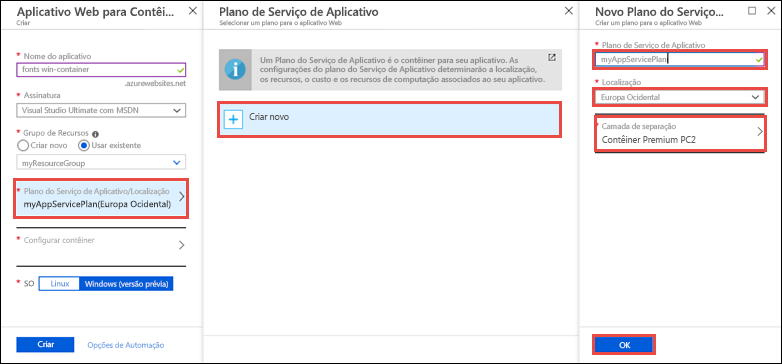 Aplicativo Web para Contêi...
Criar
* Nome do aplicativo
fonts win-container
.azurewebsites.net
* Assinatura
Visual Studio Ultimate com MSDN
* Grupo de Recursos
Criar novo
Usar existente
myResourceGroup
* Plano do Serviço de Aplicativo/Localização
myAppServicePlan(Europa Ocidental)
* Configurar contêiner
* SO
Linux
Windows (versão prévia)
Criar
Opções de Automação
Plano de Serviço de Aplicativo
Selecionar um plano para o aplicativo Web
Um Plano do Serviço de Aplicativo é o contêiner para seu aplicativo. As
configurações do plano do Serviço de Aplicativo determinarão a localização,
os recursos, o custo e os recursos de computação associados ao seu aplicativo.
Criar novo
Novo Plano do Serviço...
Criar um plano para o aplicativo Web
* Plano de Serviço de Aplicativo
myAppServicePlan
* Localização
Europa Ocidental
* Camada de separação
Contêiner Premium PC2
OK